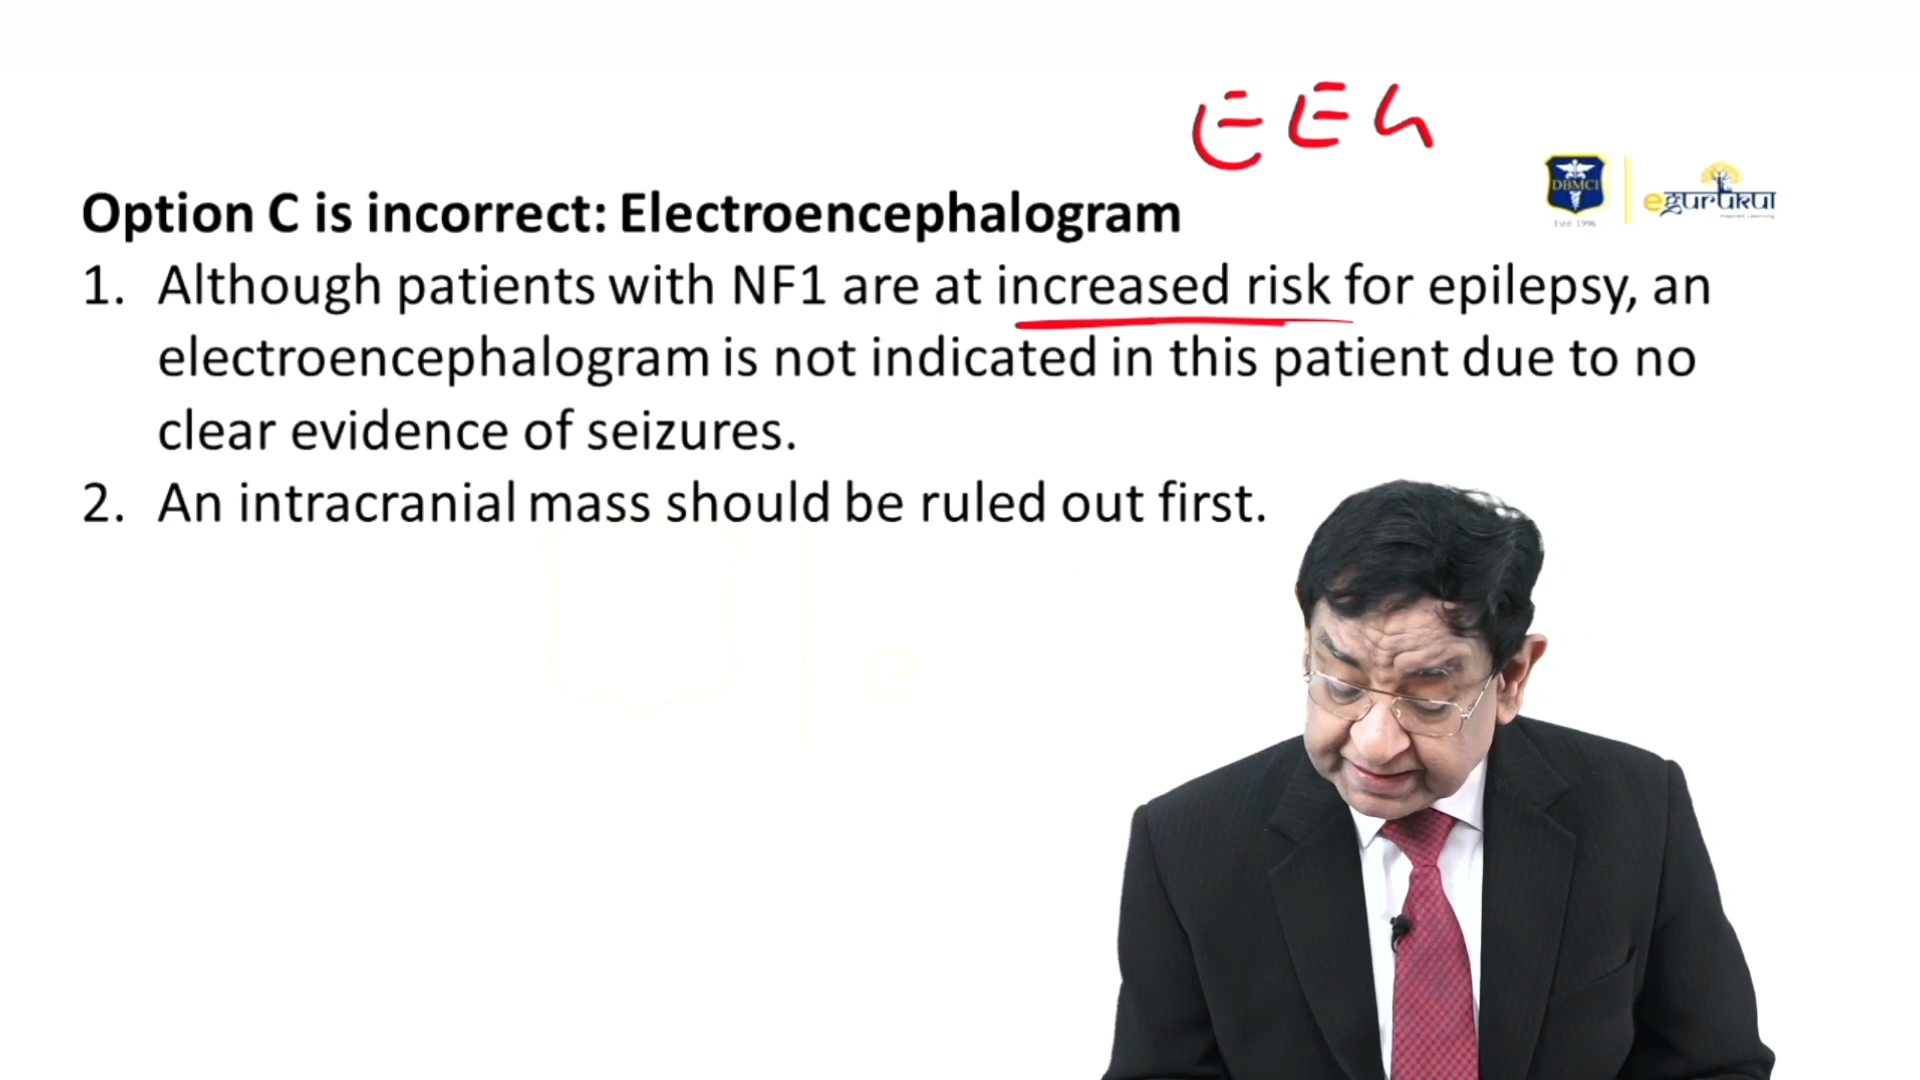 EEG
DBMCI
Estd 1996
egurukul
Option C is incorrect: Electroencephalogram
1. Although patients with NF1 are at increased risk for epilepsy, an
electroencephalogram is not indicated in this patient due to no
clear evidence of seizures.
2. An intracranial mass should be ruled out first.
e